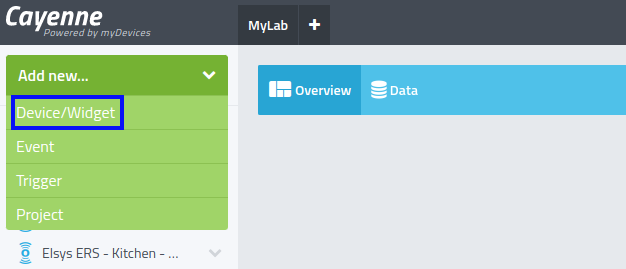 Cayenne
Powered by myDevices
MyLab +
Add new...
Device/Widget
Event
Trigger
Project
Elsys ERS - Kitchen - ...
Overview
Data